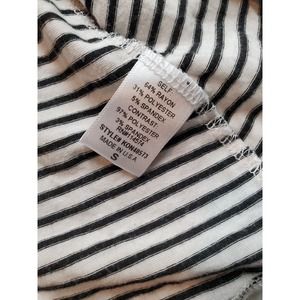 SELF
64% RAYON
31% POLYESTER
5% SPANDEX
CONTRAST:
97% POLYESTER
3% SPANDEX
MADE IN U.S.A
S